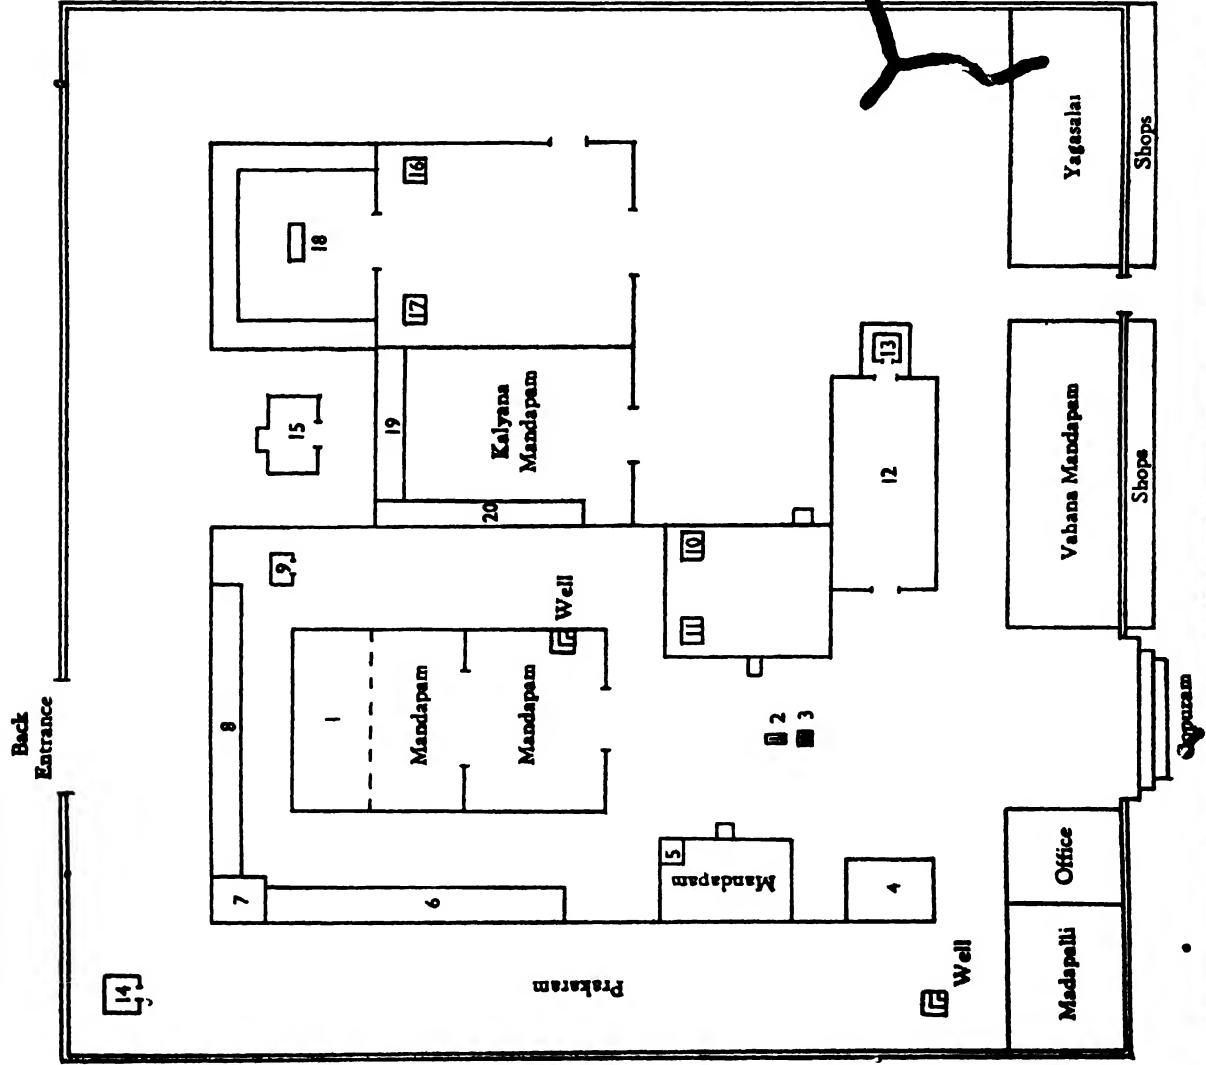 Back
Entrance
Yagasalai
Shops
16
18
17
15
19
Kalyana
Mandapam
20
13
12
Vahana Mandapam
Shops
9
Well
10
11
8
1
Mandapam
Mandapam
2
3
Gopuram
7
6
5
Mandapam
4
Office
14
Prakaram
Well
Madapalli